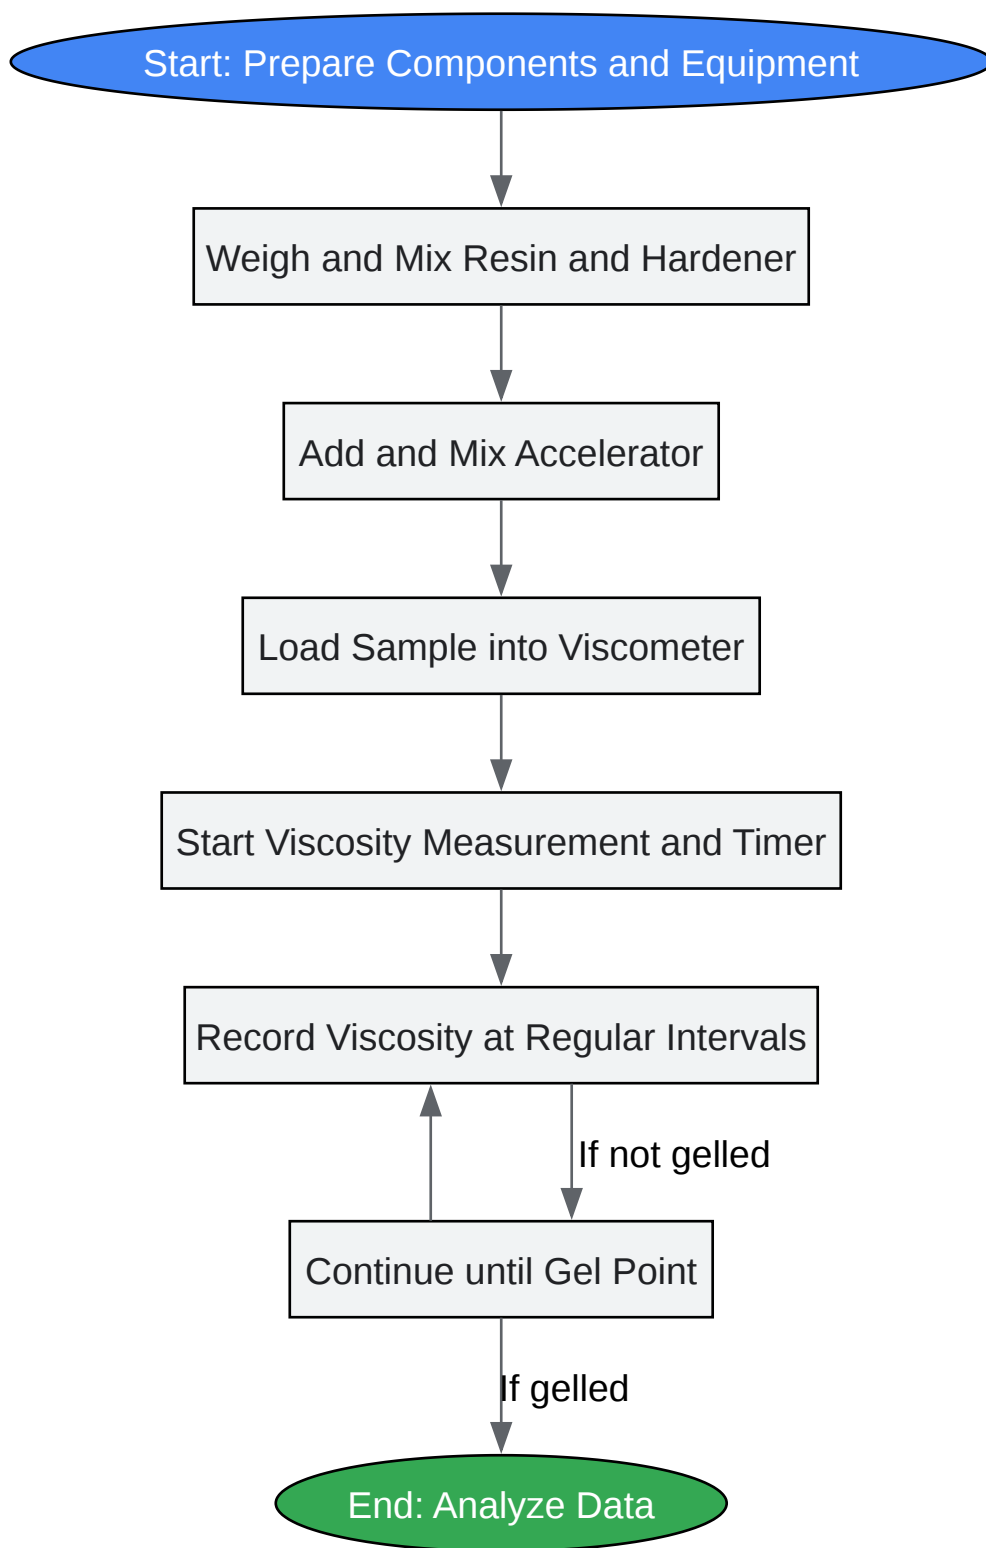 Start: Prepare Components and Equipment
Weigh and Mix Resin and Hardener
Add and Mix Accelerator
Load Sample into Viscometer
Start Viscosity Measurement and Timer
Record Viscosity at Regular Intervals
If not gelled
Continue until Gel Point
If gelled
End: Analyze Data